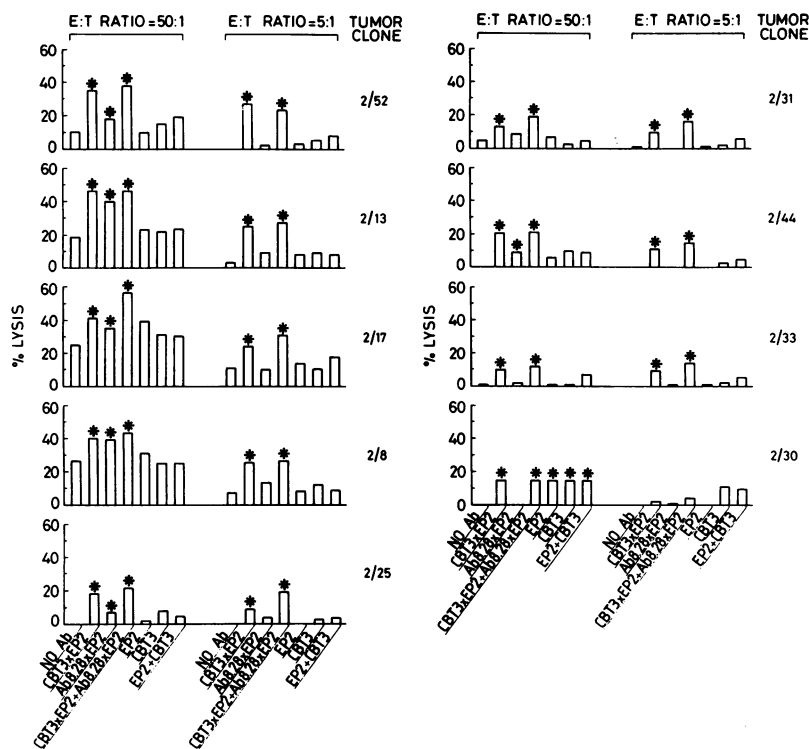 E:T RATIO=50:1 E:T RATIO=5:1 TUMOR CLONE
60
40
20
0
2/52
60
40
20
0
2/13
% LYSIS
60
40
20
0
2/17
60
40
20
0
2/8
60
40
20
0
2/25
NO Ab
CBT3xEP2
Ab8.28xEP2
CBT3xEP2+Ab8.28xEP2
EP2
CBT3
EP2+CBT3
NO Ab
CBT3xEP2
Ab8.28xEP2
CBT3xEP2+Ab8.28xEP2
EP2
CBT3
EP2+CBT3
E:T RATIO=50:1 E:T RATIO=5:1 TUMOR CLONE
60
40
20
0
2/31
60
40
20
0
2/44
% LYSIS
60
40
20
0
2/33
60
40
20
0
2/30
NO Ab
CBT3xEP2
Ab8.28xEP2
CBT3xEP2+Ab8.28xEP2
EP2
CBT3
EP2+CBT3
NO Ab
CBT3xEP2
Ab8.28xEP2
CBT3xEP2+Ab8.28xEP2
EP2
CBT3
EP2+CBT3